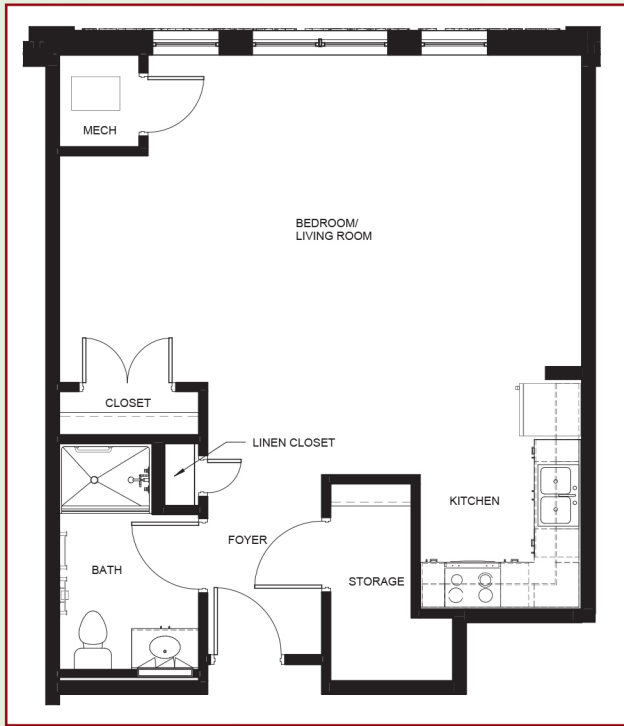 MECH
BEDROOM/
LIVING ROOM
CLOSET
LINEN CLOSET
KITCHEN
FOYER
BATH
STORAGE